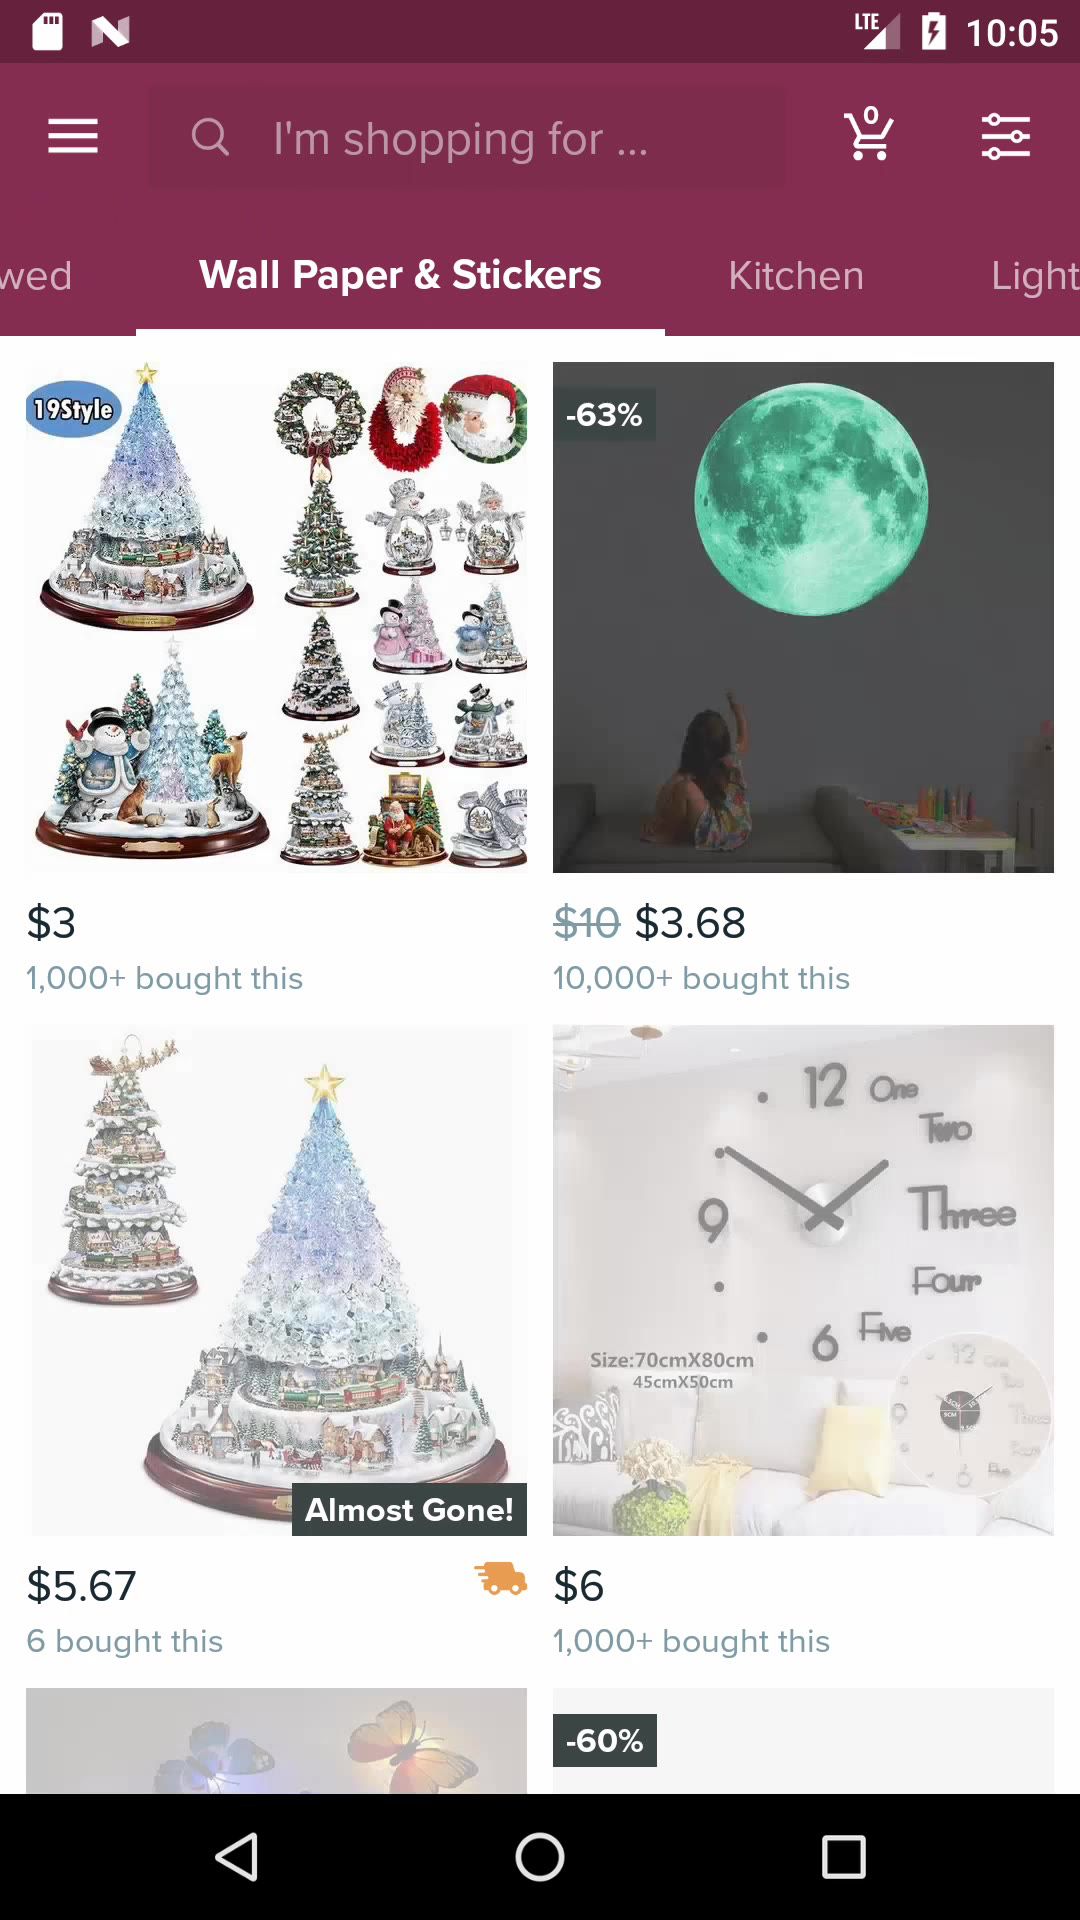 LTE 10:05
0
I'm shopping for ...
wed Wall Paper & Stickers Kitchen Light
19Style
-63%
$3
1,000+ bought this
$10 $3.68
10,000+ bought this
Almost Gone!
12 One
Two
9 Three
Four
6 Five
Size:70cmX80cm
45cmX50cm
$5.67
6 bought this
$6
1,000+ bought this
-60%